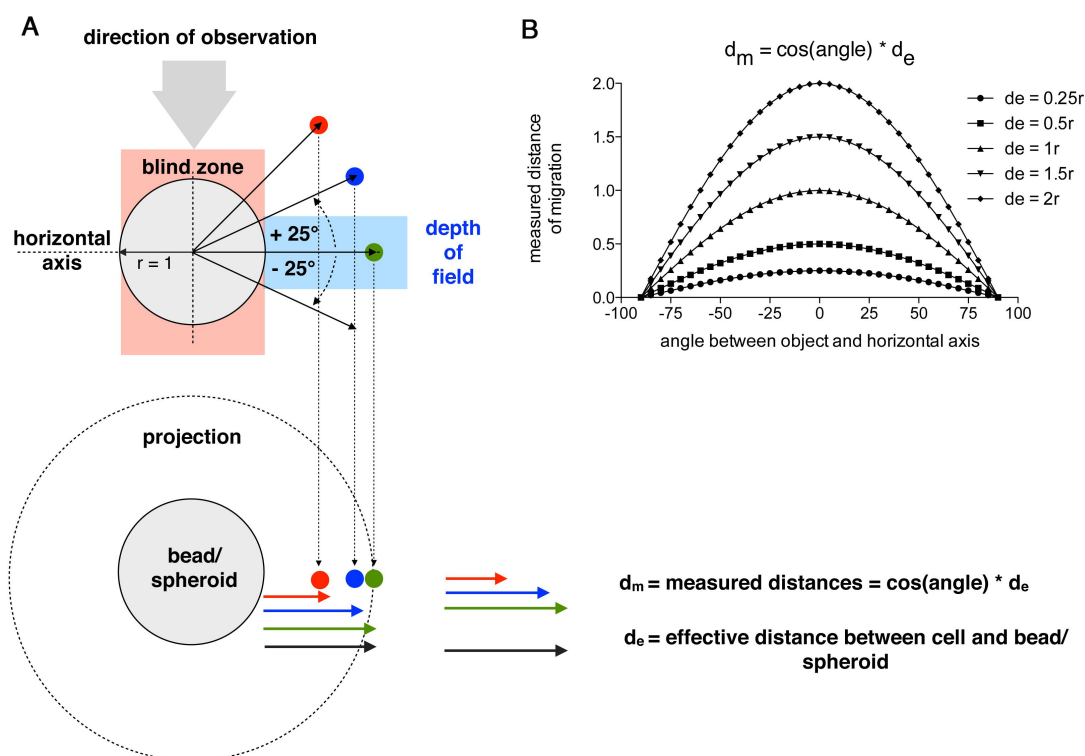 A
direction of observation
blind zone
horizontal
axis
r = 1
+ 25°
- 25°
depth
of
field
projection
bead/
spheroid
B
dm = cos(angle) * de
measured distance
of migration
2.0
1.5
1.0
0.5
0.0
-100 -75 -50 -25 0 25 50 75 100
angle between object and horizontal axis
de = 0.25r
de = 0.5r
de = 1r
de = 1.5r
de = 2r
dm = measured distances = cos(angle) * de
de = effective distance between cell and bead/
spheroid